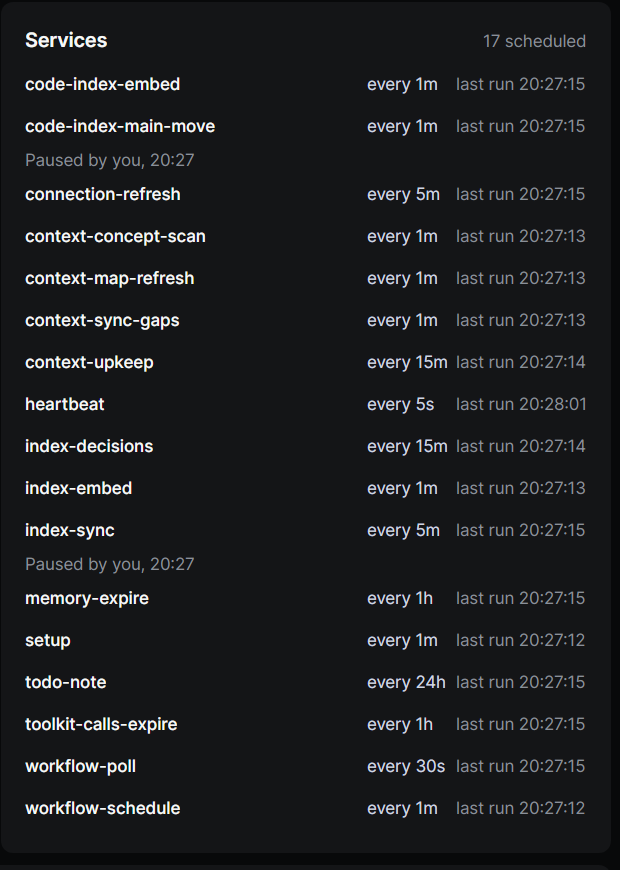 Services 17 scheduled
code-index-embed every 1m last run 20:27:15
code-index-main-move every 1m last run 20:27:15
Paused by you, 20:27
connection-refresh every 5m last run 20:27:15
context-concept-scan every 1m last run 20:27:13
context-map-refresh every 1m last run 20:27:13
context-sync-gaps every 1m last run 20:27:13
context-upkeep every 15m last run 20:27:14
heartbeat every 5s last run 20:28:01
index-decisions every 15m last run 20:27:14
index-embed every 1m last run 20:27:13
index-sync every 5m last run 20:27:15
Paused by you, 20:27
memory-expire every 1h last run 20:27:15
setup every 1m last run 20:27:12
todo-note every 24h last run 20:27:15
toolkit-calls-expire every 1h last run 20:27:15
workflow-poll every 30s last run 20:27:15
workflow-schedule every 1m last run 20:27:12